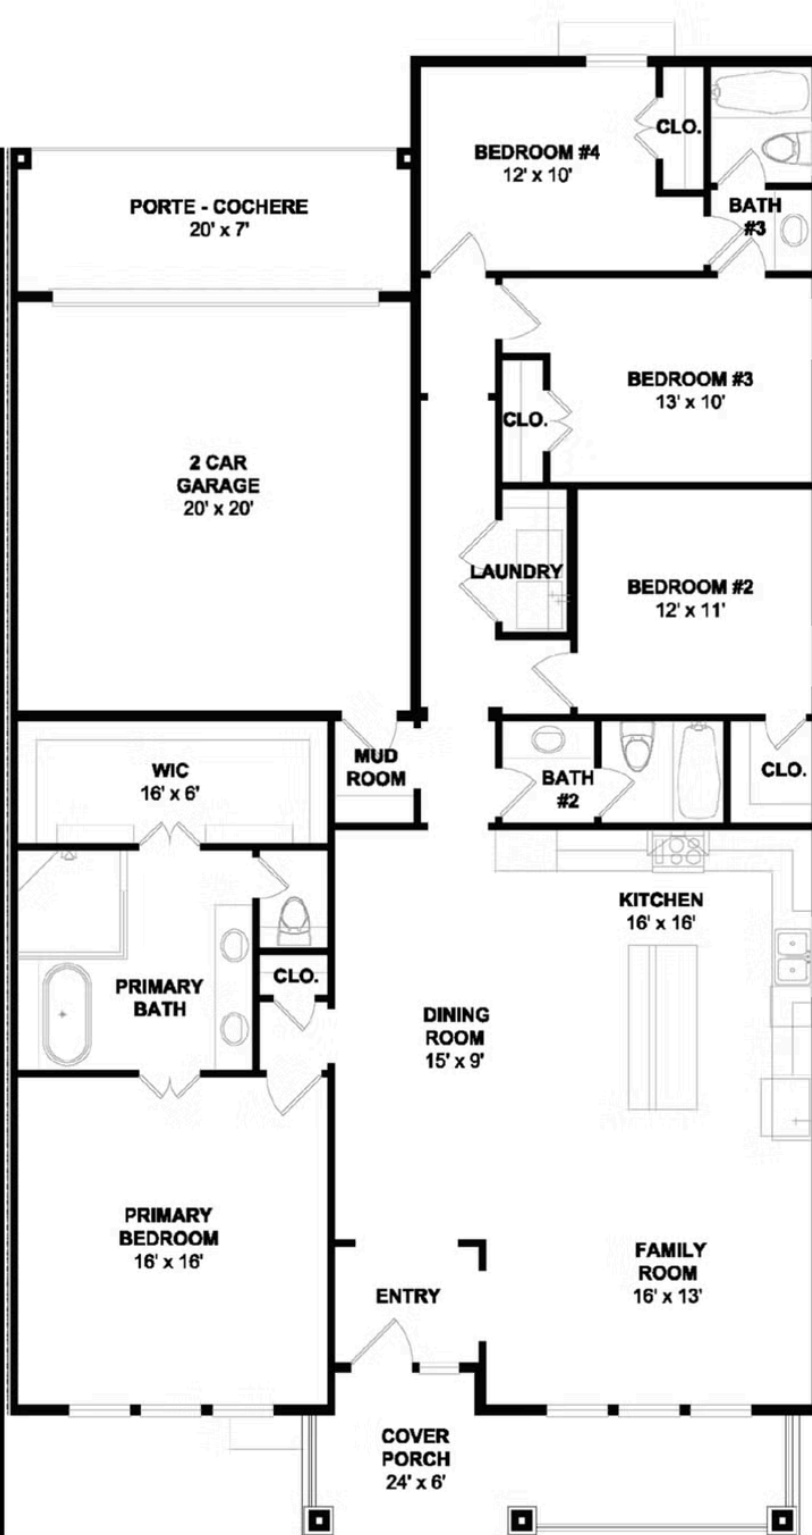 BEDROOM #4
12' x 10'
CLO.
BATH
#3
PORTE - COCHERE
20' x 7'
BEDROOM #3
13' x 10'
CLO.
2 CAR
GARAGE
20' x 20'
LAUNDRY
BEDROOM #2
12' x 11'
WIC
16' x 6'
MUD
ROOM
BATH
#2
CLO.
KITCHEN
16' x 16'
CLO.
PRIMARY
BATH
DINING
ROOM
15' x 9'
PRIMARY
BEDROOM
16' x 16'
ENTRY
FAMILY
ROOM
16' x 13'
COVER
PORCH
24' x 6'